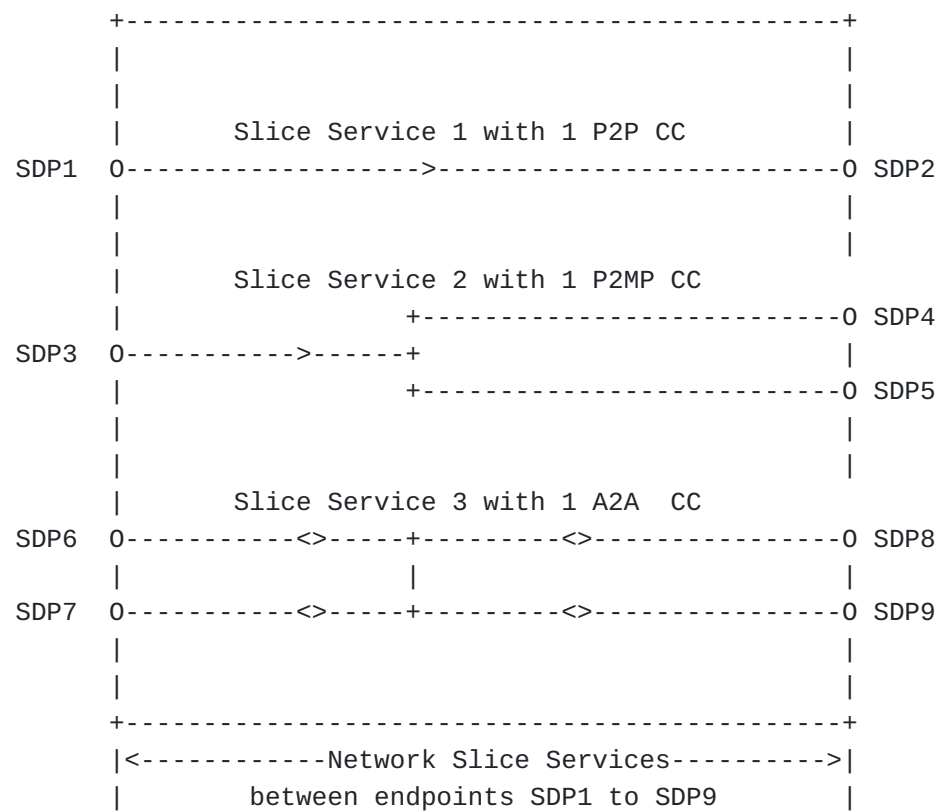 +----------------------------------------------+
|                                              |
|                                              |
|       Slice Service 1 with 1 P2P CC          |
SDP1  O------------------->--------------------------O SDP2
|                                              |
|                                              |
|       Slice Service 2 with 1 P2MP CC
|                  +---------------------------O SDP4
SDP3  O----------->------+                           |
|                  +---------------------------O SDP5
|                                              |
|                                              |
|       Slice Service 3 with 1 A2A  CC
SDP6  O-----------<>-----+---------<>----------------O SDP8
|                  |                           |
SDP7  O-----------<>-----+---------<>----------------O SDP9
|                                              |
|                                              |
+----------------------------------------------+
|<------------Network Slice Services---------->|
|        between endpoints SDP1 to SDP9        |